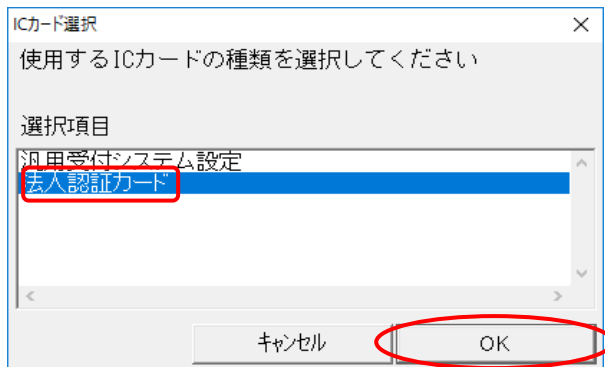 ICカード選択
使用するICカードの種類を選択してください
選択項目
汎用受付システム設定
法人認証カード
キャンセル
OK